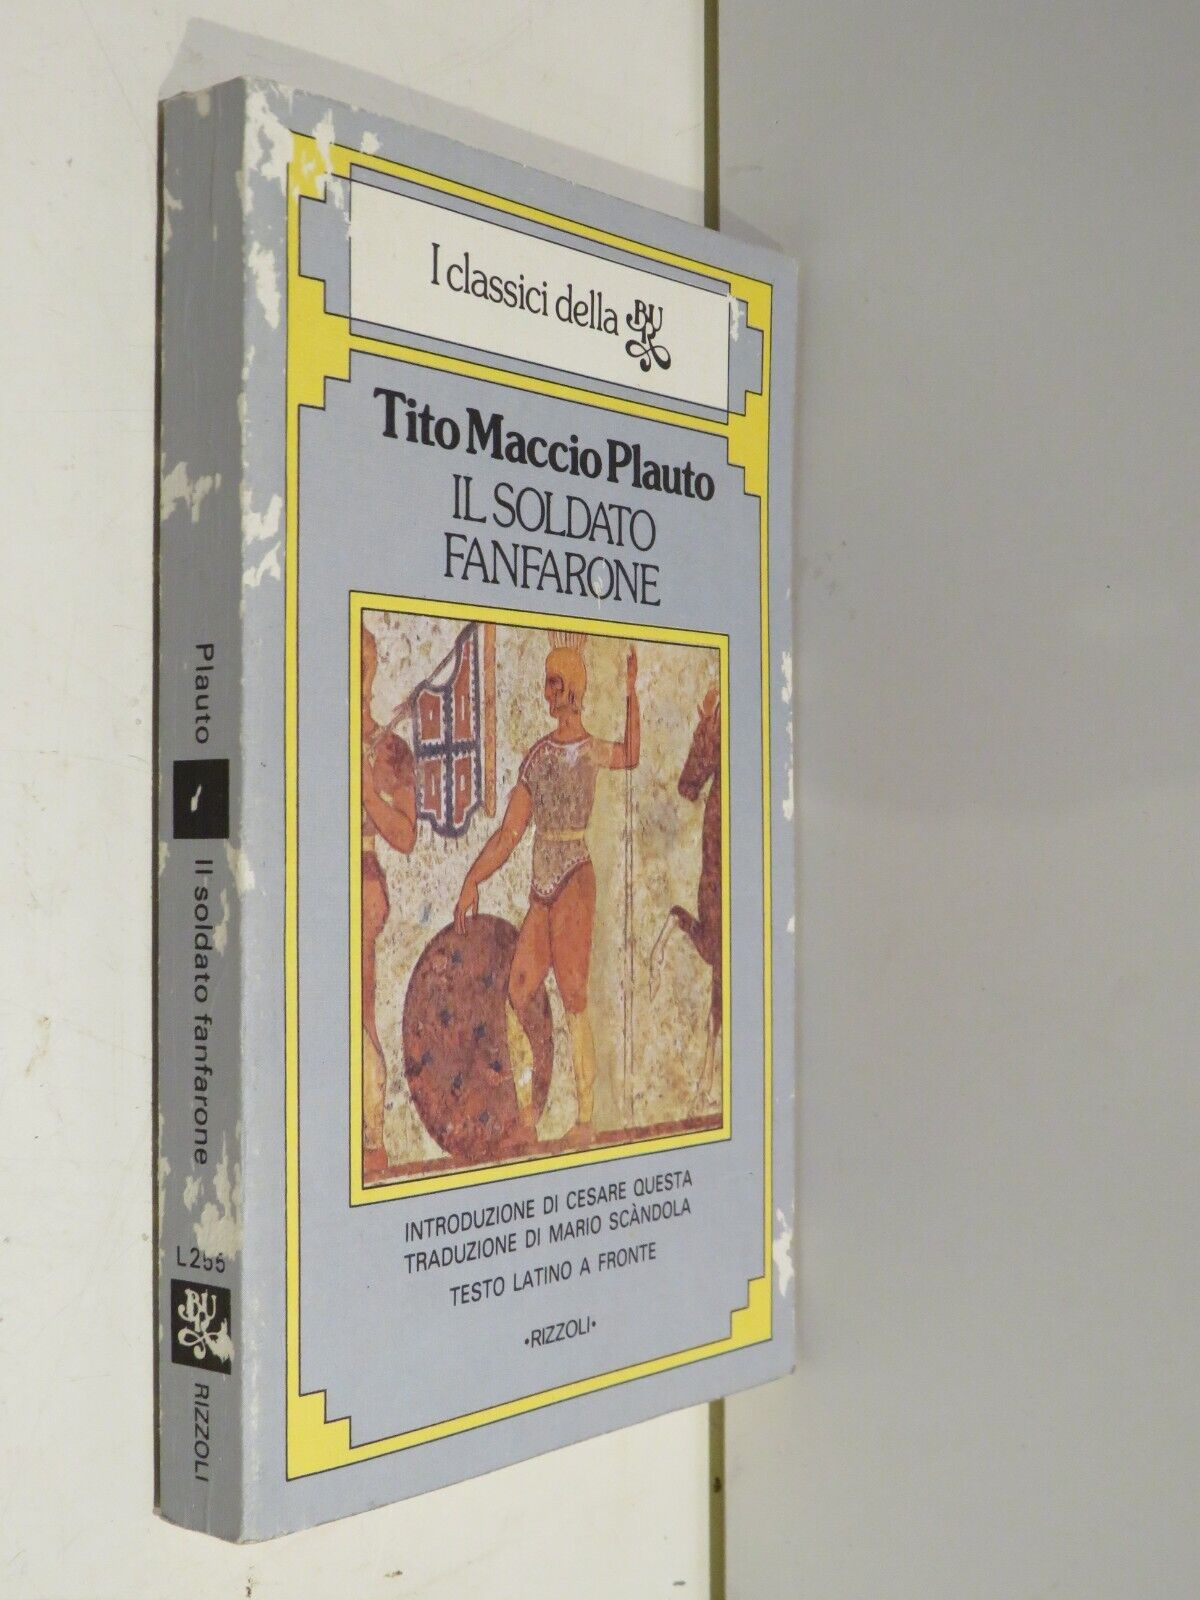 I classici della BUR
Tito Maccio Plauto
IL SOLDATO
FANFARONE
INTRODUZIONE DI CESARE QUESTA
TRADUZIONE DI MARIO SCÀNDOLA
TESTO LATINO A FRONTE
•RIZZOLI•
Plauto Il soldato fanfarone
BUR
RIZZOLI